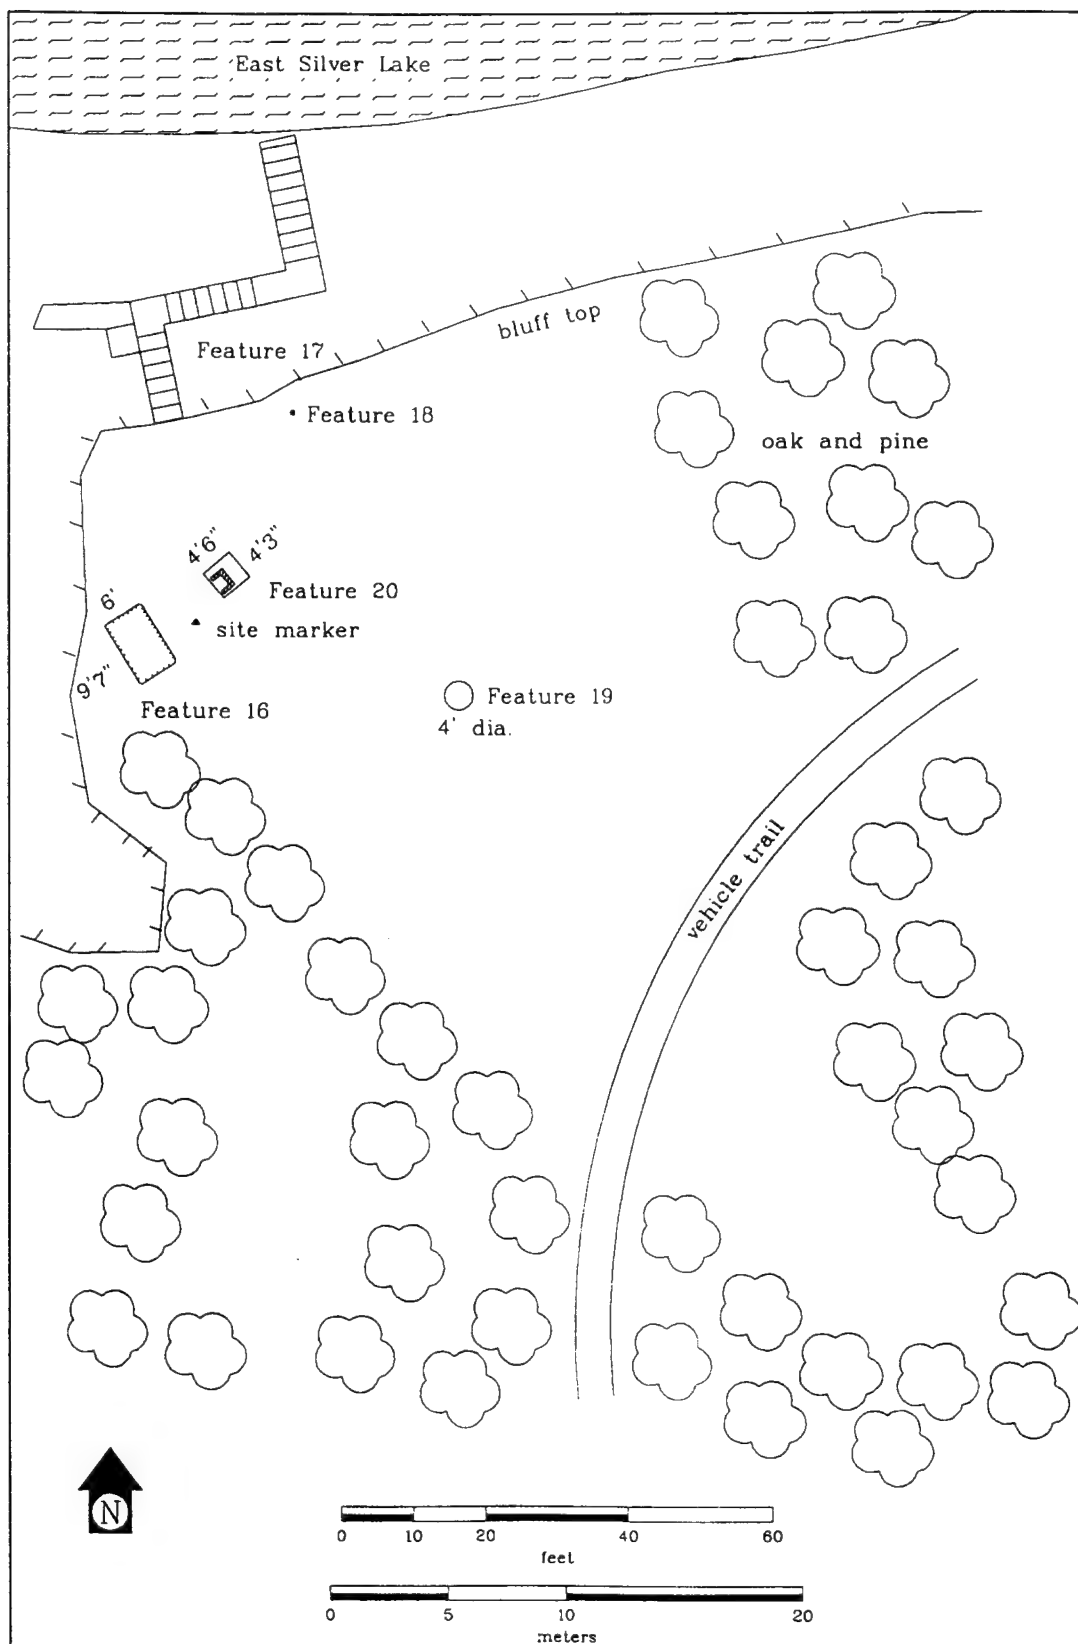 East Silver Lake
bluff top
Feature 17
Feature 18
oak and pine
4'6"
4'3"
Feature 20
6'
site marker
9'7"
Feature 16
Feature 19
4' dia.
vehicle trail
N
0 10 20 40 60
feet
0 5 10 20
meters